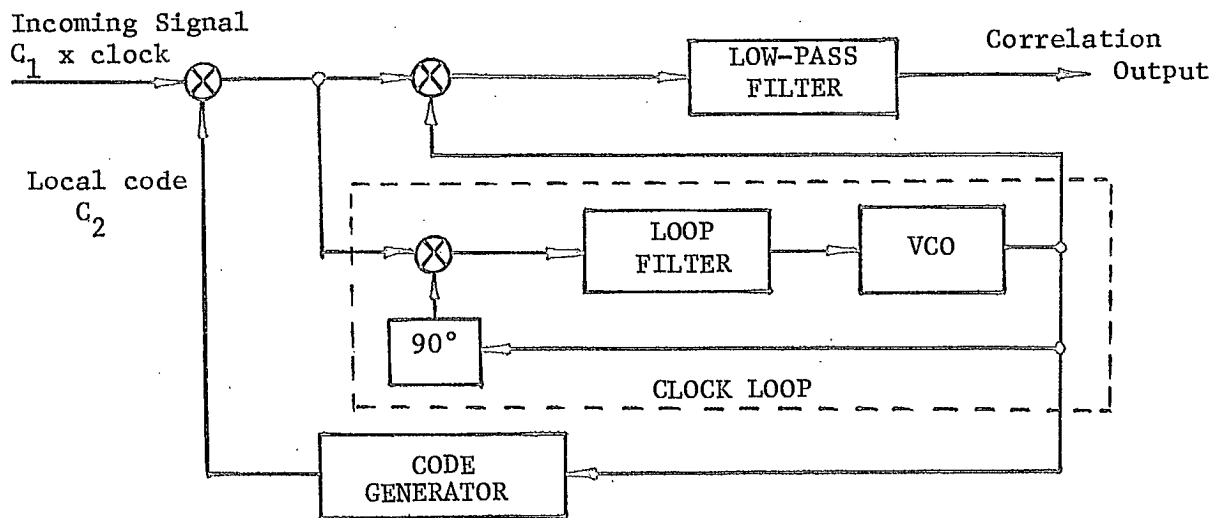 Incoming Signal
C₁ x clock
LOW-PASS
FILTER
Correlation
Output
Local code
C₂
LOOP
FILTER
VCO
90°
CLOCK LOOP
CODE
GENERATOR